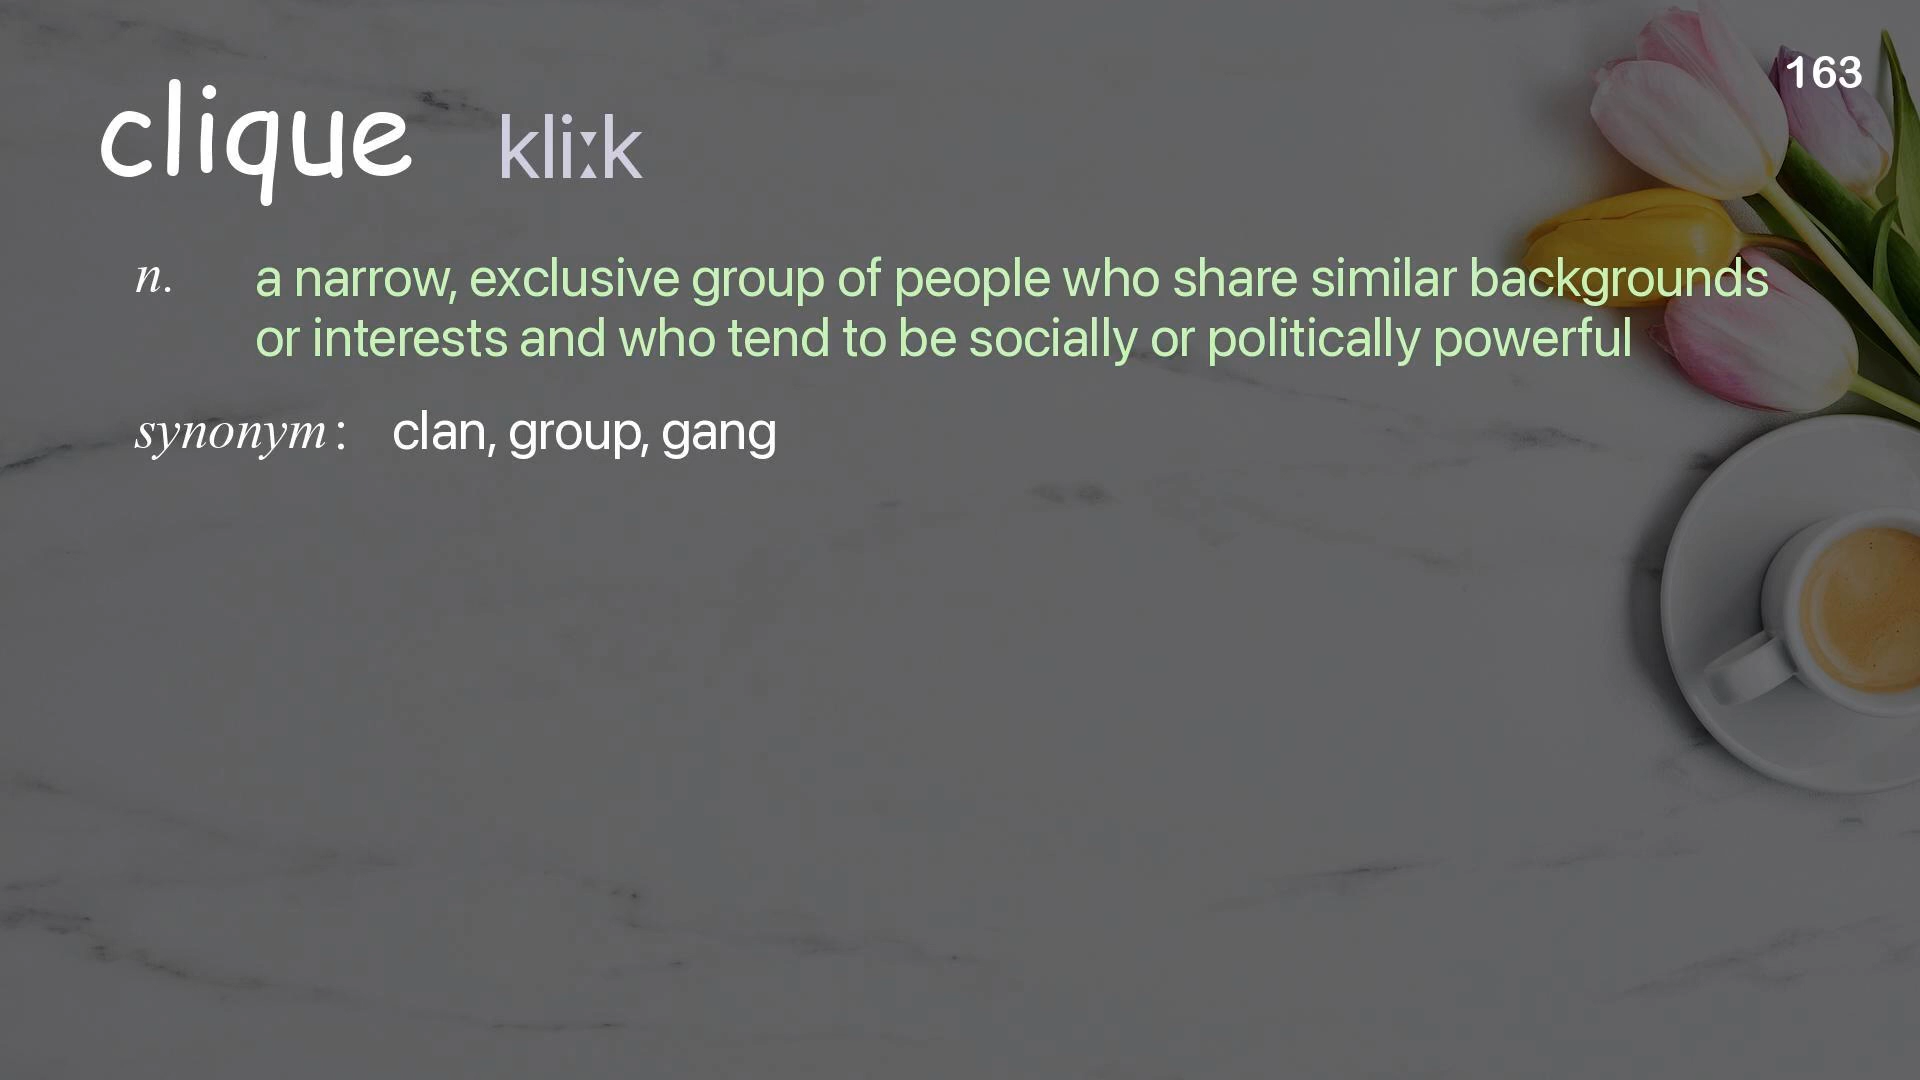 163
clique kliːk
n. a narrow, exclusive group of people who share similar backgrounds
or interests and who tend to be socially or politically powerful
synonym: clan, group, gang